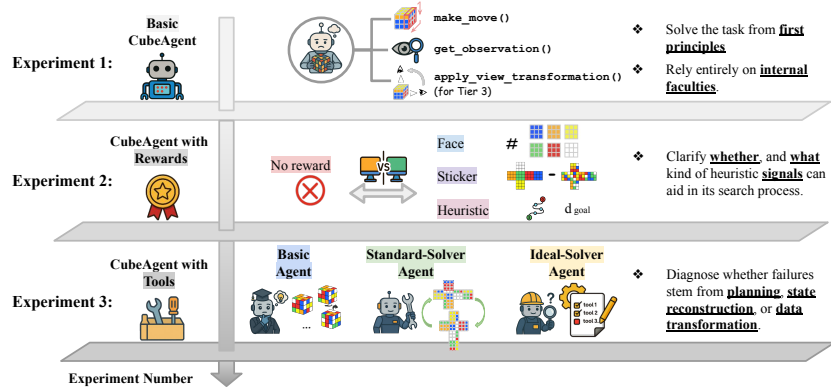 Experiment 1:
Basic
CubeAgent
make_move()
get_observation()
apply_view_transformation()
(for Tier 3)
❖ Solve the task from first
principles
❖ Rely entirely on internal
faculties.
Experiment 2:
CubeAgent with
Rewards
No reward
VS
Face
#
Sticker
-
Heuristic
d goal
❖ Clarify whether, and what
kind of heuristic signals can
aid in its search process.
Experiment 3:
CubeAgent with
Tools
Basic
Agent
...
Standard-Solver
Agent
Ideal-Solver
Agent
?
tool 1
tool 2
tool 3
❖ Diagnose whether failures
stem from planning, state
reconstruction, or data
transformation.
Experiment Number